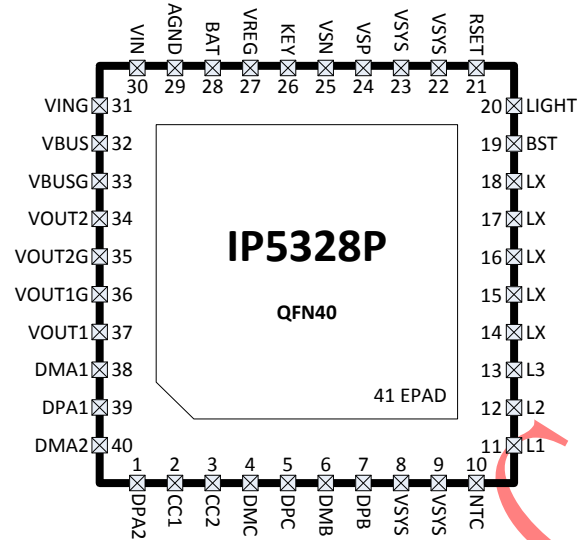 VIN AGND BAT VREG KEY VSN VSP VSYS VSYS RSET
30 29 28 27 26 25 24 23 22 21
VING 31
VBUS 32
VBUSG 33
VOUT2 34
VOUT2G 35
VOUT1G 36
VOUT1 37
DMA1 38
DPA1 39
DMA2 40
IP5328P
QFN40
41 EPAD
20 LIGHT
19 BST
18 LX
17 LX
16 LX
15 LX
14 LX
13 L3
12 L2
11 L1
1 2 3 4 5 6 7 8 9 10
DPA2 CC1 CC2 DMC DPC DMB DPB VSYS VSYS NTC